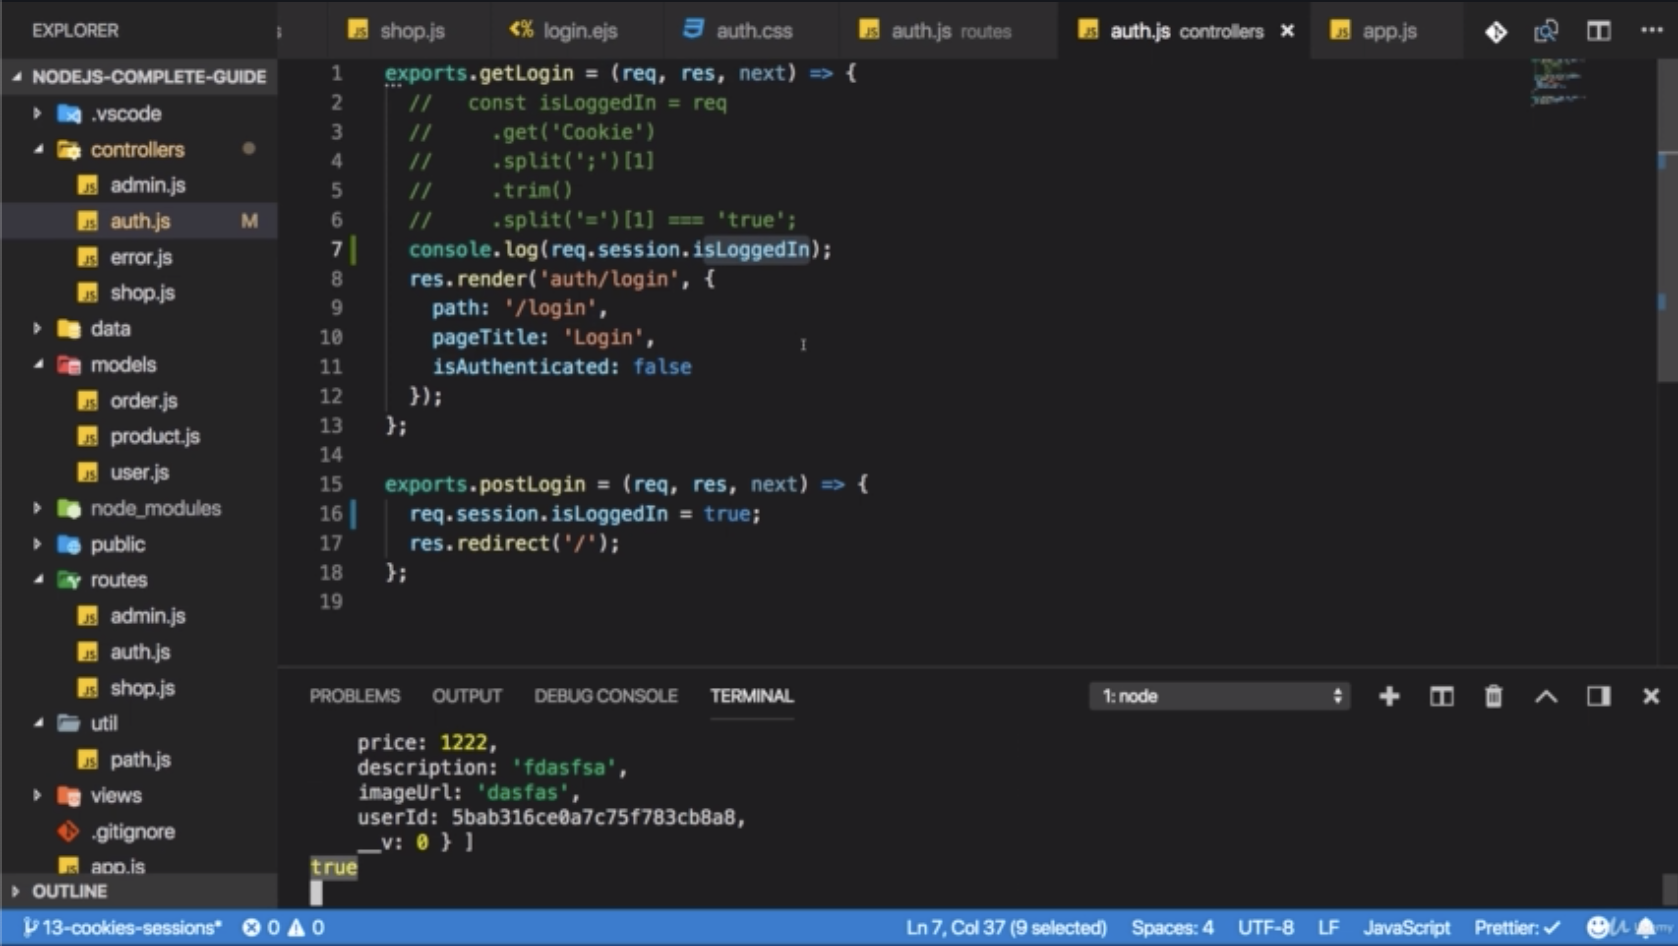 EXPLORER
NODEJS-COMPLETE-GUIDE
.vscode
controllers
admin.js
auth.js M
error.js
shop.js
data
models
order.js
product.js
user.js
node_modules
public
routes
admin.js
auth.js
shop.js
util
path.js
views
.gitignore
app.js
OUTLINE
shop.js login.ejs auth.css auth.js routes auth.js controllers app.js
1 exports.getLogin = (req, res, next) => {
2 //   const isLoggedIn = req
3 //     .get('Cookie')
4 //     .split(';')[1]
5 //     .trim()
6 //     .split('=')[1] === 'true';
7 console.log(req.session.isLoggedIn);
8 res.render('auth/login', {
9 path: '/login',
10 pageTitle: 'Login',
11 isAuthenticated: false
12 });
13 };
14
15 exports.postLogin = (req, res, next) => {
16 req.session.isLoggedIn = true;
17 res.redirect('/');
18 };
19
PROBLEMS OUTPUT DEBUG CONSOLE TERMINAL 1: node
price: 1222,
description: 'fdasfsa',
imageUrl: 'dasfas',
userId: 5bab316ce0a7c75f783cb8a8,
__v: 0 } ]
true
13-cookies-sessions* 0 0 Ln 7, Col 37 (9 selected) Spaces: 4 UTF-8 LF JavaScript Prettier: ✓